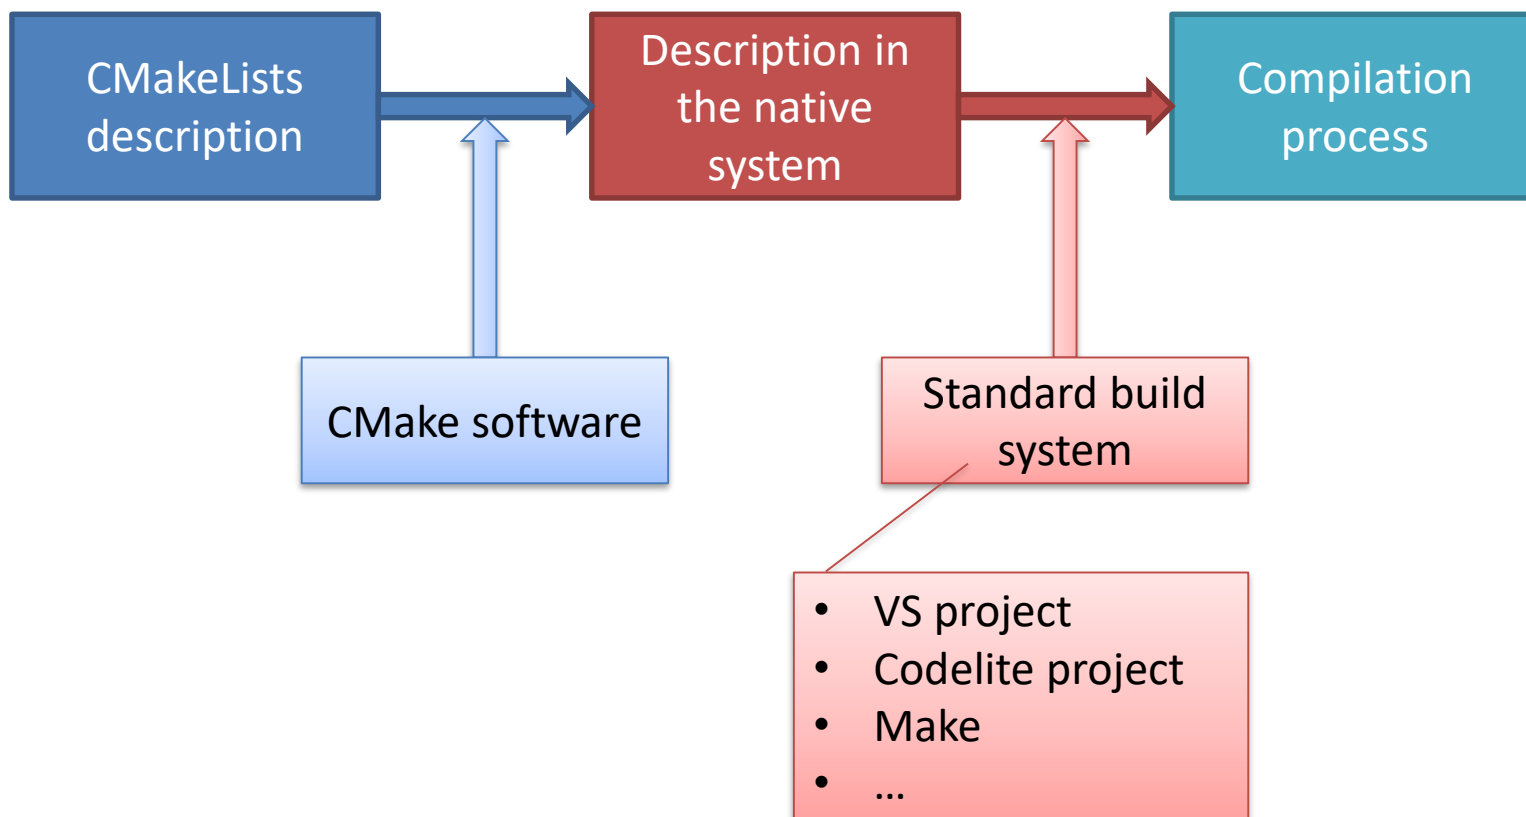 CMakeLists
description
Description in
the native
system
Compilation
process
CMake software
Standard build
system
• VS project
• Codelite project
• Make
• ...